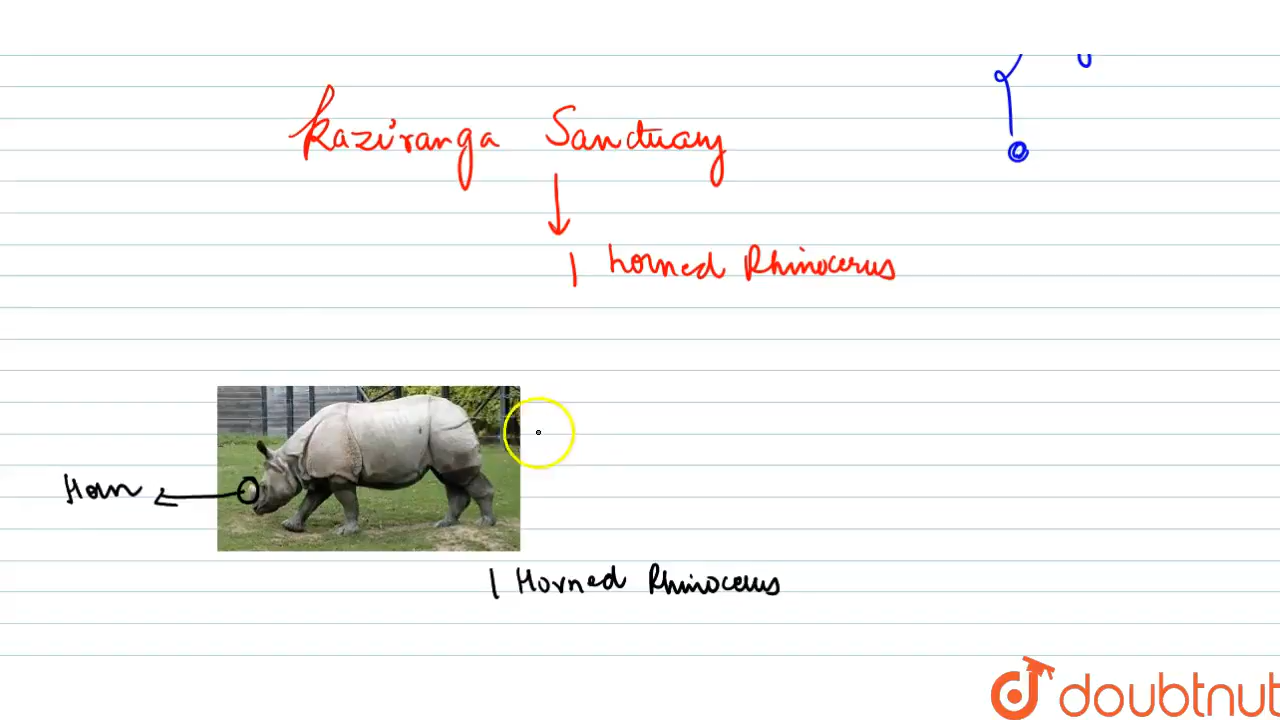 Kaziranga Sanctuary
1 horned Rhinocerus
Horn
1 Horned Rhinocerus
doubtnut